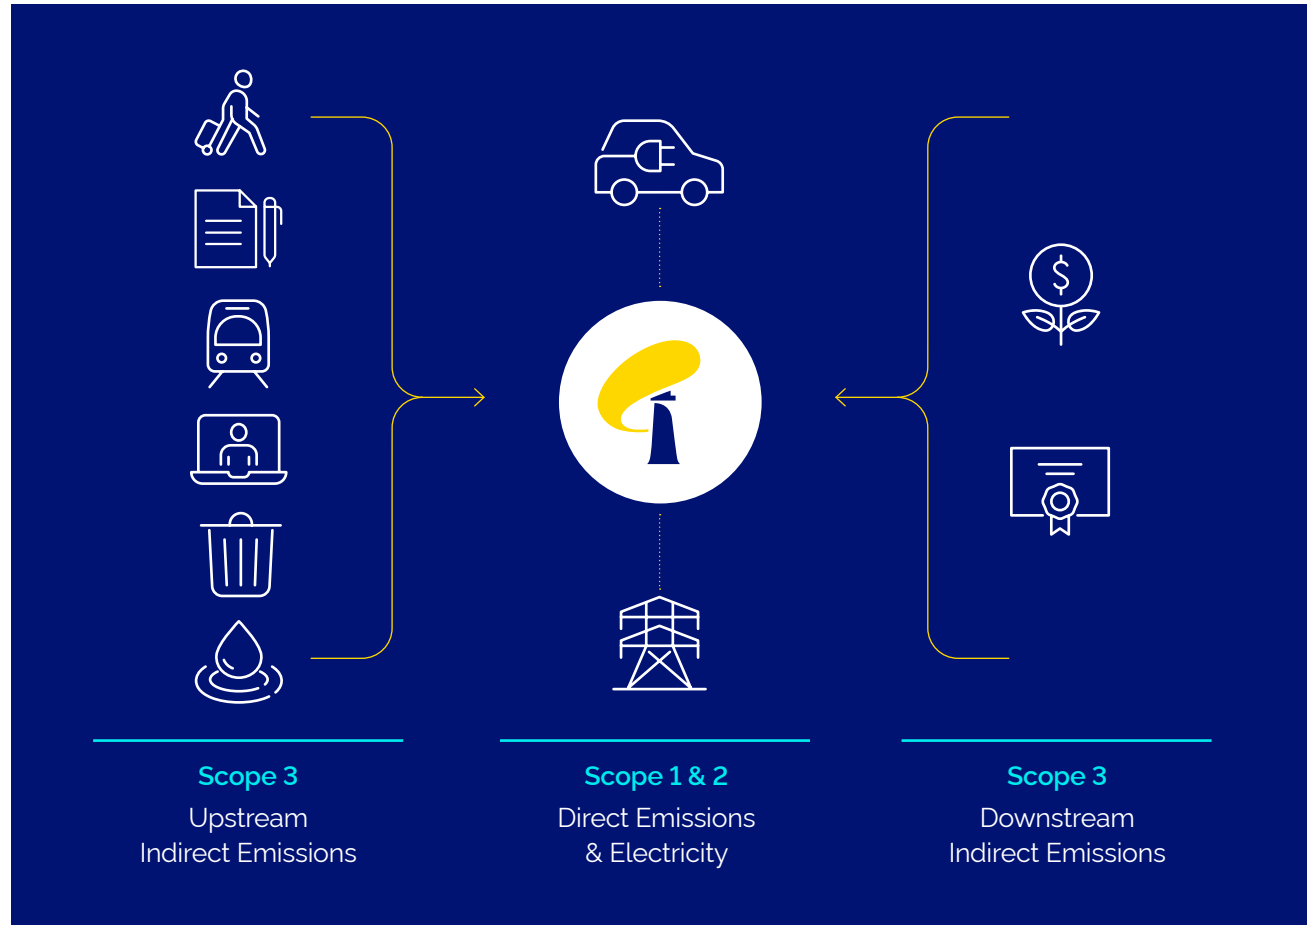 $
Scope 3
Upstream
Indirect Emissions
Scope 1 & 2
Direct Emissions
& Electricity
Scope 3
Downstream
Indirect Emissions